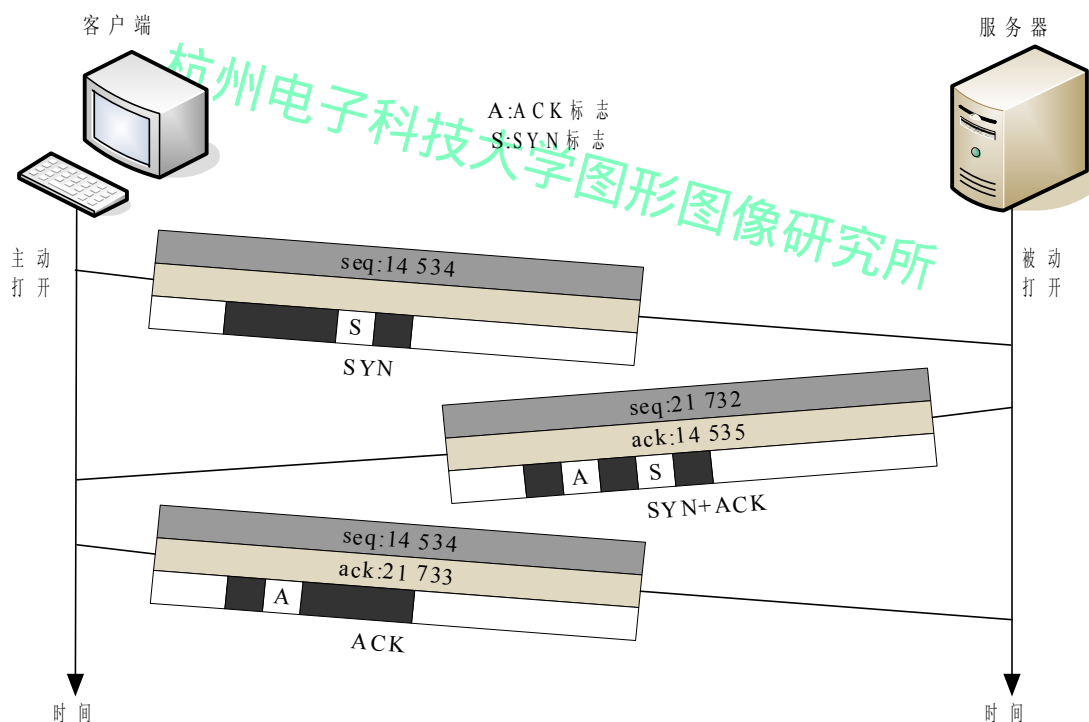 客户端
服务器
杭州电子科技大学图形图像研究所
A:ACK标志
S:SYN标志
主动
打开
被动
打开
seq:14 534
S
SYN
seq:21 732
ack:14 535
A
S
SYN+ACK
seq:14 534
ack:21 733
A
ACK
时间
时间